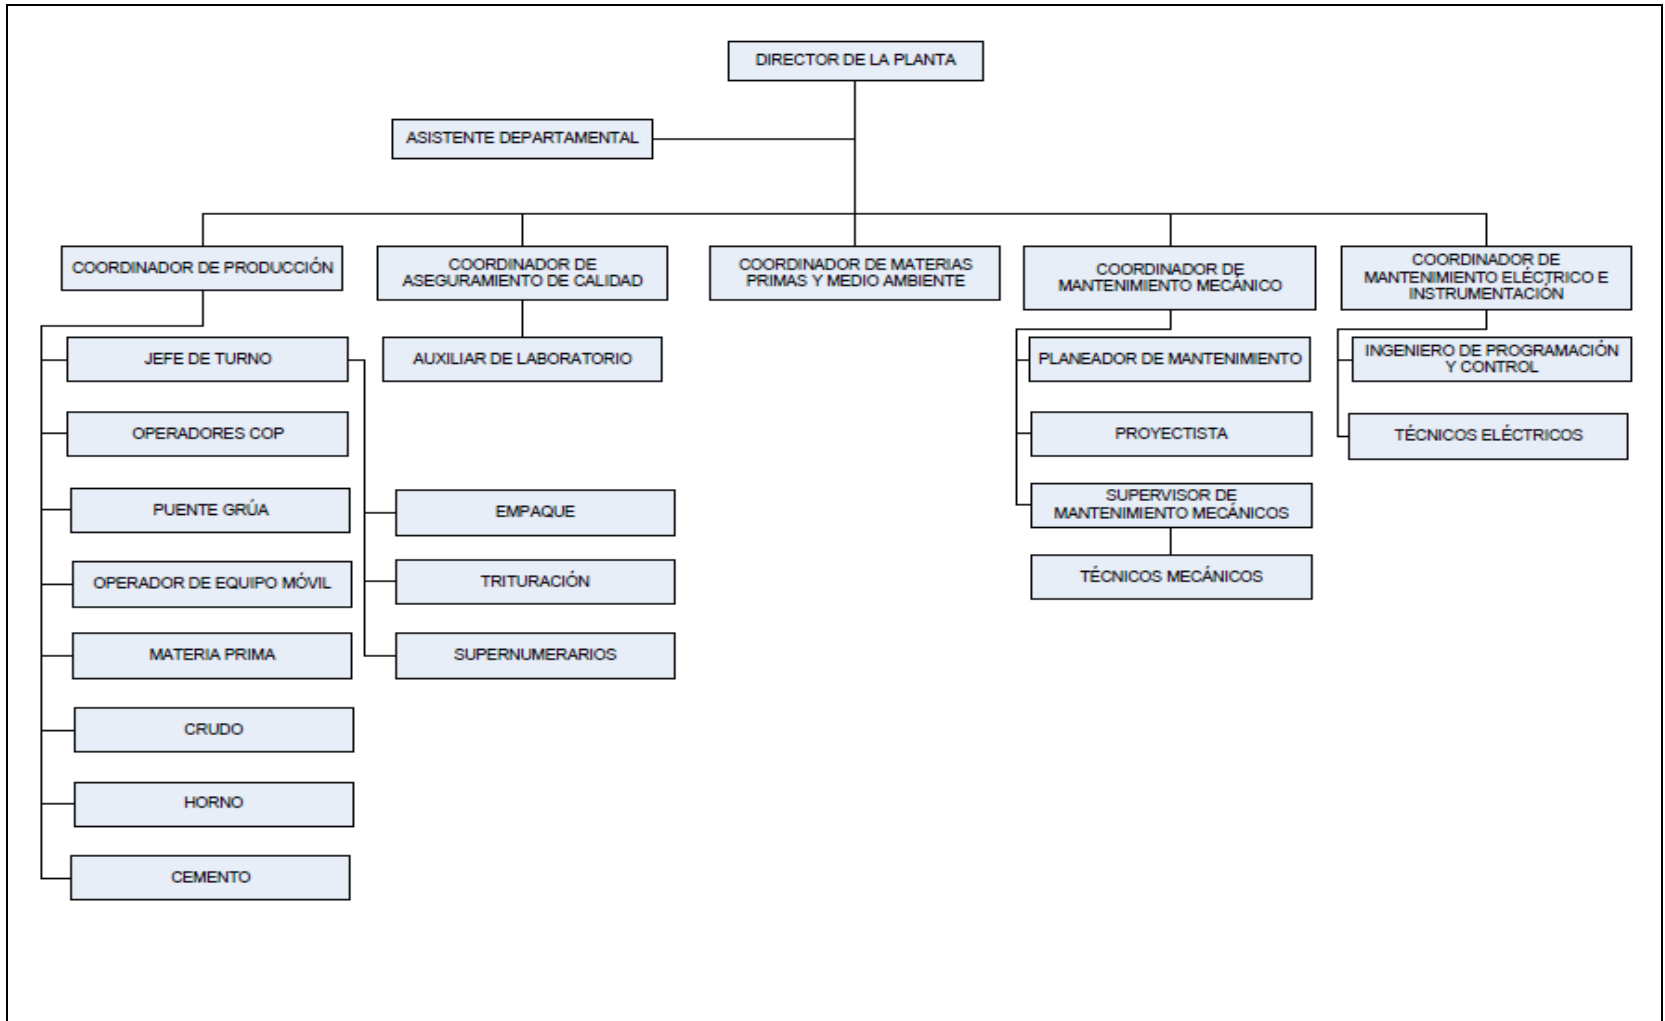 DIRECTOR DE LA PLANTA
ASISTENTE DEPARTAMENTAL
COORDINADOR DE PRODUCCIÓN
COORDINADOR DE
ASEGURAMIENTO DE CALIDAD
COORDINADOR DE MATERIAS
PRIMAS Y MEDIO AMBIENTE
COORDINADOR DE
MANTENIMIENTO MECÁNICO
COORDINADOR DE
MANTENIMIENTO ELÉCTRICO E
INSTRUMENTACIÓN
JEFE DE TURNO
AUXILIAR DE LABORATORIO
PLANEADOR DE MANTENIMIENTO
INGENIERO DE PROGRAMACIÓN
Y CONTROL
OPERADORES COP
PROYECTISTA
TÉCNICOS ELÉCTRICOS
PUENTE GRÚA
EMPAQUE
SUPERVISOR DE
MANTENIMIENTO MECÁNICOS
OPERADOR DE EQUIPO MÓVIL
TRITURACIÓN
TÉCNICOS MECÁNICOS
MATERIA PRIMA
SUPERNUMERARIOS
CRUDO
HORNO
CEMENTO